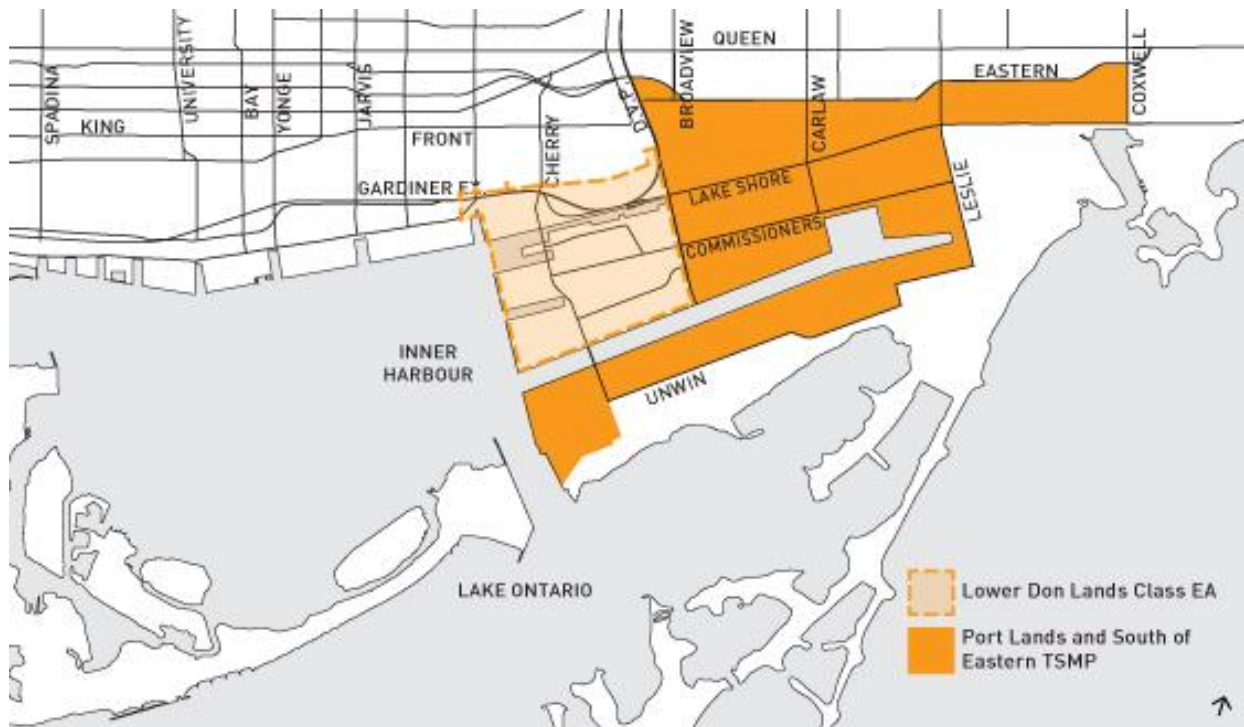 QUEEN
EASTERN
SPADINA
UNIVERSITY
BAY
YONGE
JARVIS
KING
FRONT
CHERRY
D.V.P.
BROADVIEW
CARLAW
COXWELL
GARDINER EX.
LAKE SHORE
LESLIE
COMMISSIONERS
INNER
HARBOUR
UNWIN
LAKE ONTARIO
Lower Don Lands Class EA
Port Lands and South of
Eastern TSMP